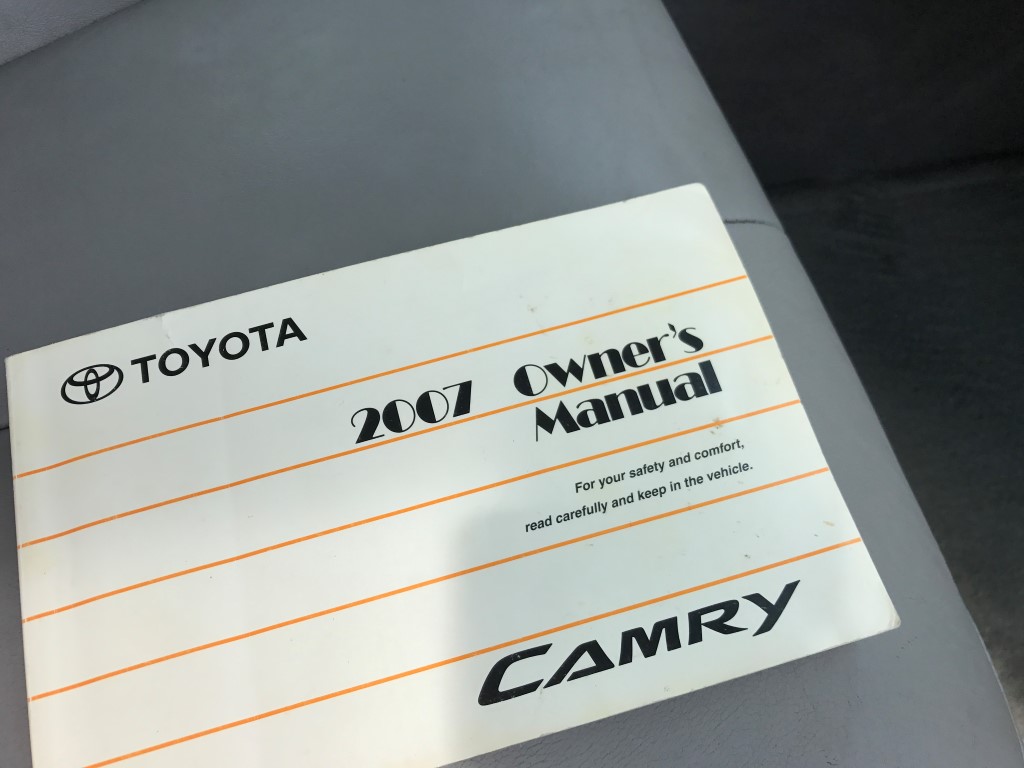 TOYOTA
2007 Owner's
Manual
For your safety and comfort,
read carefully and keep in the vehicle.
CAMRY